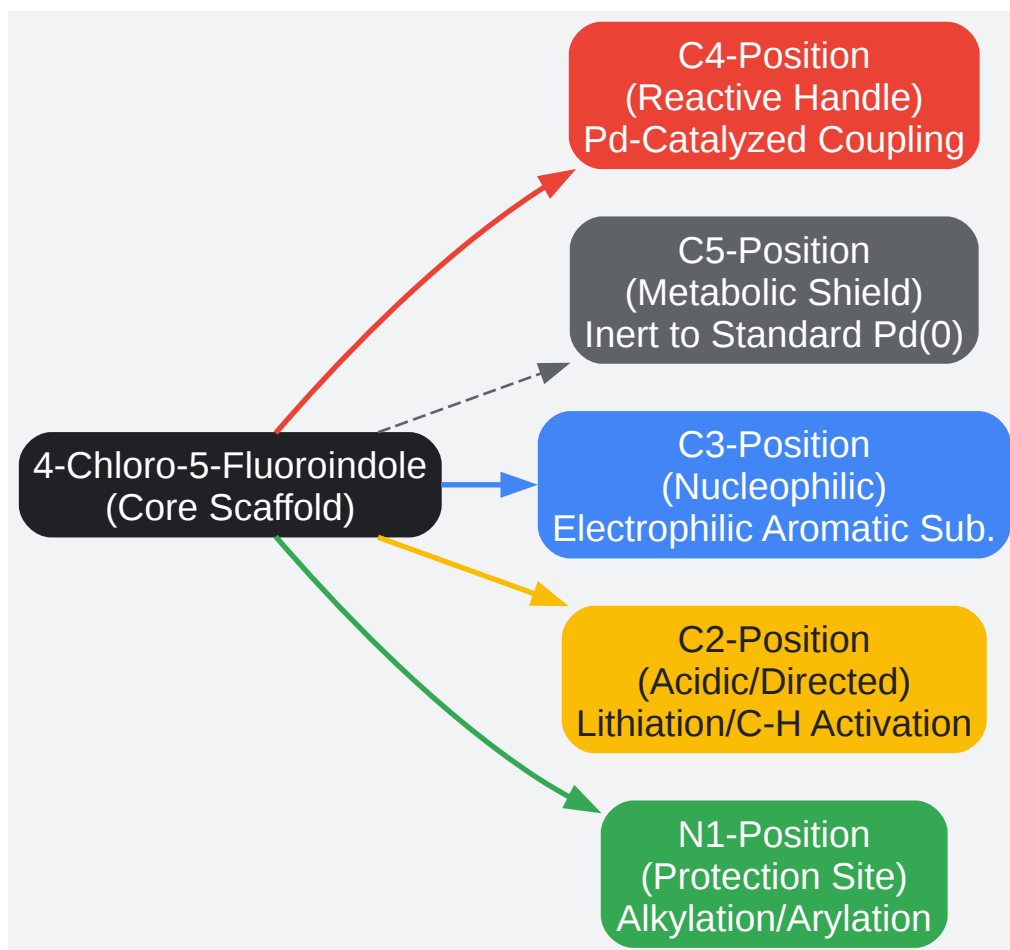 C4-Position
(Reactive Handle)
Pd-Catalyzed Coupling
C5-Position
(Metabolic Shield)
Inert to Standard Pd(0)
4-Chloro-5-Fluoroindole
(Core Scaffold)
C3-Position
(Nucleophilic)
Electrophilic Aromatic Sub.
C2-Position
(Acidic/Directed)
Lithiation/C-H Activation
N1-Position
(Protection Site)
Alkylation/Arylation